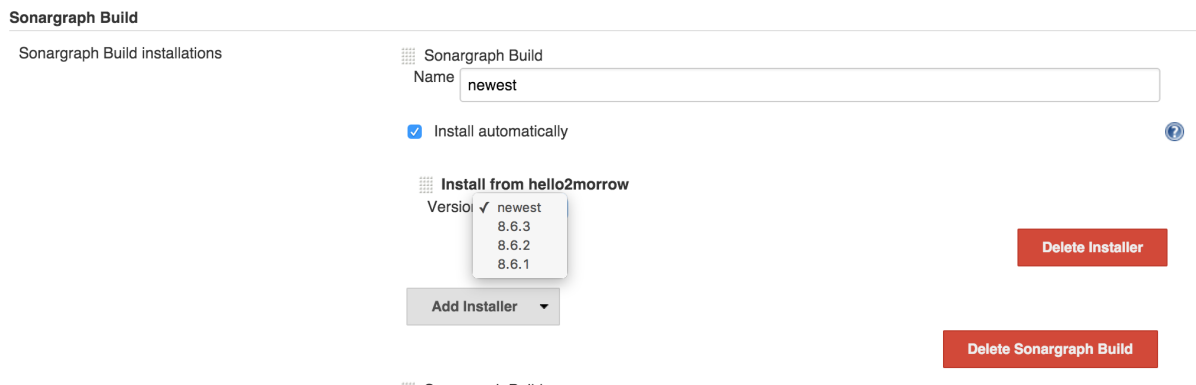 Sonargraph Build
Sonargraph Build installations
Sonargraph Build
Name
newest
Install automatically
?
Install from hello2morrow
✓ newest
8.6.3
8.6.2
8.6.1
Delete Installer
Add Installer
Delete Sonargraph Build